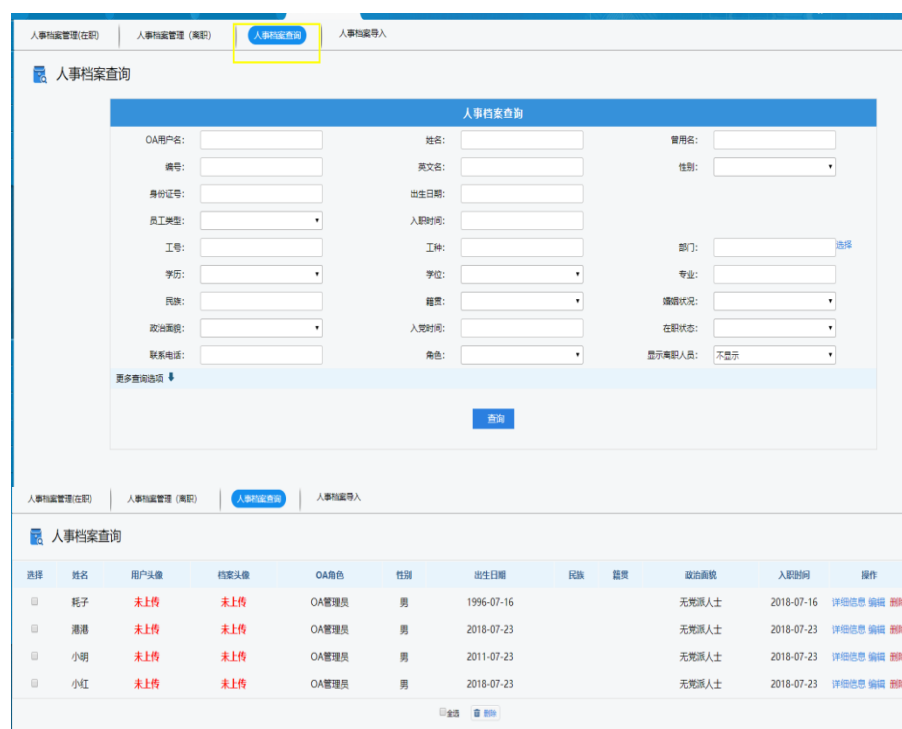 人事档案管理(在职) 人事档案管理 (离职) 人事档案查询 人事档案导入
人事档案查询
人事档案查询
OA用户名: 姓名: 曾用名:
编号: 英文名: 性别:
身份证号: 出生日期:
员工类型: 入职时间:
工号: 工种: 部门: 选择
学历: 学位: 专业:
民族: 籍贯: 婚姻状况:
政治面貌: 入党时间: 在职状态:
联系电话: 角色: 显示离职人员: 不显示
更多查询选项
查询
人事档案管理(在职) 人事档案管理 (离职) 人事档案查询 人事档案导入
人事档案查询
选择 姓名 用户头像 档案头像 OA角色 性别 出生日期 民族 籍贯 政治面貌 入职时间 操作
耗子 未上传 未上传 OA管理员 男 1996-07-16 无党派人士 2018-07-16 详细信息 编辑 删除
港港 未上传 未上传 OA管理员 男 2018-07-23 无党派人士 2018-07-23 详细信息 编辑 删除
小明 未上传 未上传 OA管理员 男 2011-07-23 无党派人士 2018-07-23 详细信息 编辑 删除
小红 未上传 未上传 OA管理员 男 2018-07-23 无党派人士 2018-07-23 详细信息 编辑 删除
全选 删除